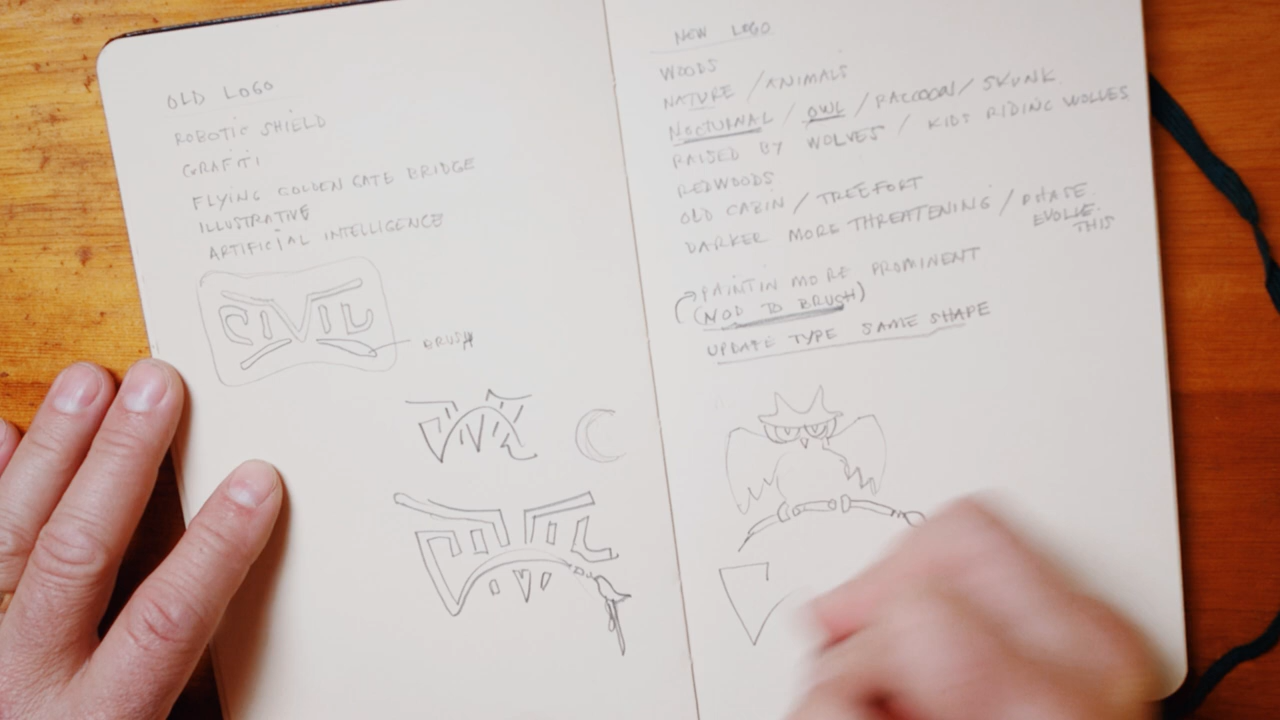 OLD LOGO
ROBOTIC SHIELD
GRAFITI
FLYING GOLDEN GATE BRIDGE
ILLUSTRATIVE
ARTIFICIAL INTELLIGENCE
CIVIL
BRUSH
CIVIL
NEW LOGO
WOODS
NATURE / ANIMALS
NOCTURNAL / OWL / RACCOON / SKUNK
RAISED BY WOLVES / KIDS RIDING WOLVES
REDWOODS
OLD CABIN / TREEFORT
DARKER MORE THREATENING / PHASE
EVOLVE
THIS
PAINTIN MORE PROMINENT
(NOD TO BRUSH)
UPDATE TYPE SAME SHAPE